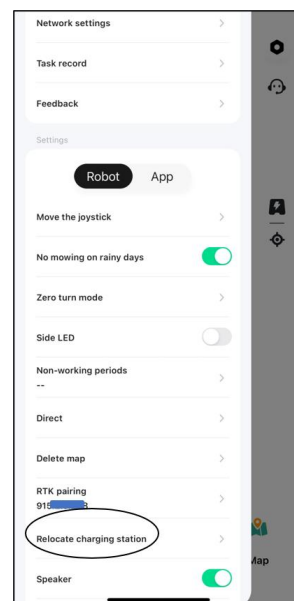 Network settings
Task record
Feedback
Settings
Robot App
Move the joystick
No mowing on rainy days
Zero turn mode
Side LED
Non-working periods
--
Direct
Delete map
RTK pairing
915
Relocate charging station
Map
Speaker